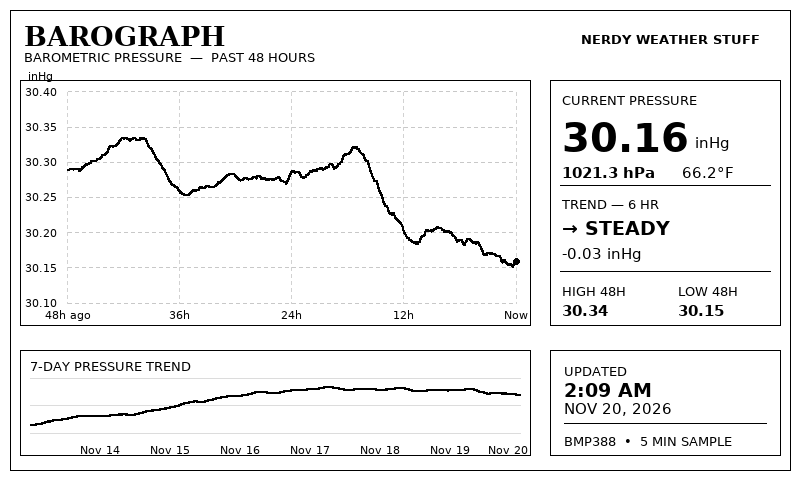 BAROGRAPH
BAROMETRIC PRESSURE — PAST 48 HOURS
NERDY WEATHER STUFF
inHg
30.40
30.35
30.30
30.25
30.20
30.15
30.10
48h ago 36h 24h 12h Now
CURRENT PRESSURE
30.16 inHg
1021.3 hPa 66.2°F
TREND — 6 HR
→ STEADY
-0.03 inHg
HIGH 48H LOW 48H
30.34 30.15
7-DAY PRESSURE TREND
Nov 14 Nov 15 Nov 16 Nov 17 Nov 18 Nov 19 Nov 20
UPDATED
2:09 AM
NOV 20, 2026
BMP388 • 5 MIN SAMPLE